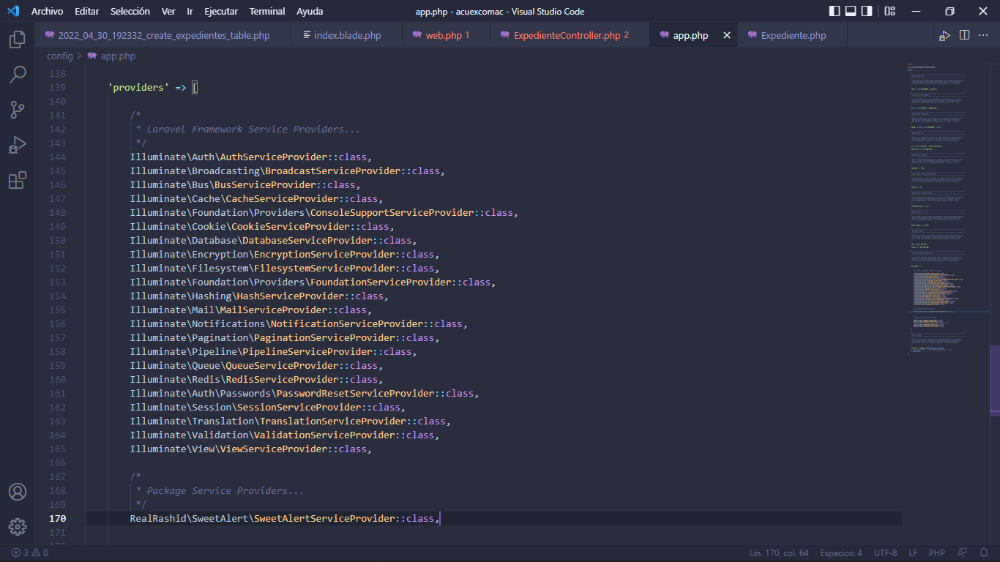 Archivo Editar Selección Ver Ir Ejecutar Terminal Ayuda app.php - acuexcomac - Visual Studio Code
2022_04_30_192332_create_expedientes_table.php index.blade.php web.php 1 ExpedienteController.php 2 app.php Expediente.php
config > app.php
138
139 'providers' => [
140
141 /*
142 * Laravel Framework Service Providers...
143 */
144 Illuminate\Auth\AuthServiceProvider::class,
145 Illuminate\Broadcasting\BroadcastServiceProvider::class,
146 Illuminate\Bus\BusServiceProvider::class,
147 Illuminate\Cache\CacheServiceProvider::class,
148 Illuminate\Foundation\Providers\ConsoleSupportServiceProvider::class,
149 Illuminate\Cookie\CookieServiceProvider::class,
150 Illuminate\Database\DatabaseServiceProvider::class,
151 Illuminate\Encryption\EncryptionServiceProvider::class,
152 Illuminate\Filesystem\FilesystemServiceProvider::class,
153 Illuminate\Foundation\Providers\FoundationServiceProvider::class,
154 Illuminate\Hashing\HashServiceProvider::class,
155 Illuminate\Mail\MailServiceProvider::class,
156 Illuminate\Notifications\NotificationServiceProvider::class,
157 Illuminate\Pagination\PaginationServiceProvider::class,
158 Illuminate\Pipeline\PipelineServiceProvider::class,
159 Illuminate\Queue\QueueServiceProvider::class,
160 Illuminate\Redis\RedisServiceProvider::class,
161 Illuminate\Auth\Passwords\PasswordResetServiceProvider::class,
162 Illuminate\Session\SessionServiceProvider::class,
163 Illuminate\Translation\TranslationServiceProvider::class,
164 Illuminate\Validation\ValidationServiceProvider::class,
165 Illuminate\View\ViewServiceProvider::class,
166
167 /*
168 * Package Service Providers...
169 */
170 RealRashid\SweetAlert\SweetAlertServiceProvider::class,
171
3 0 Lín. 170, col. 64 Espacios: 4 UTF-8 LF PHP